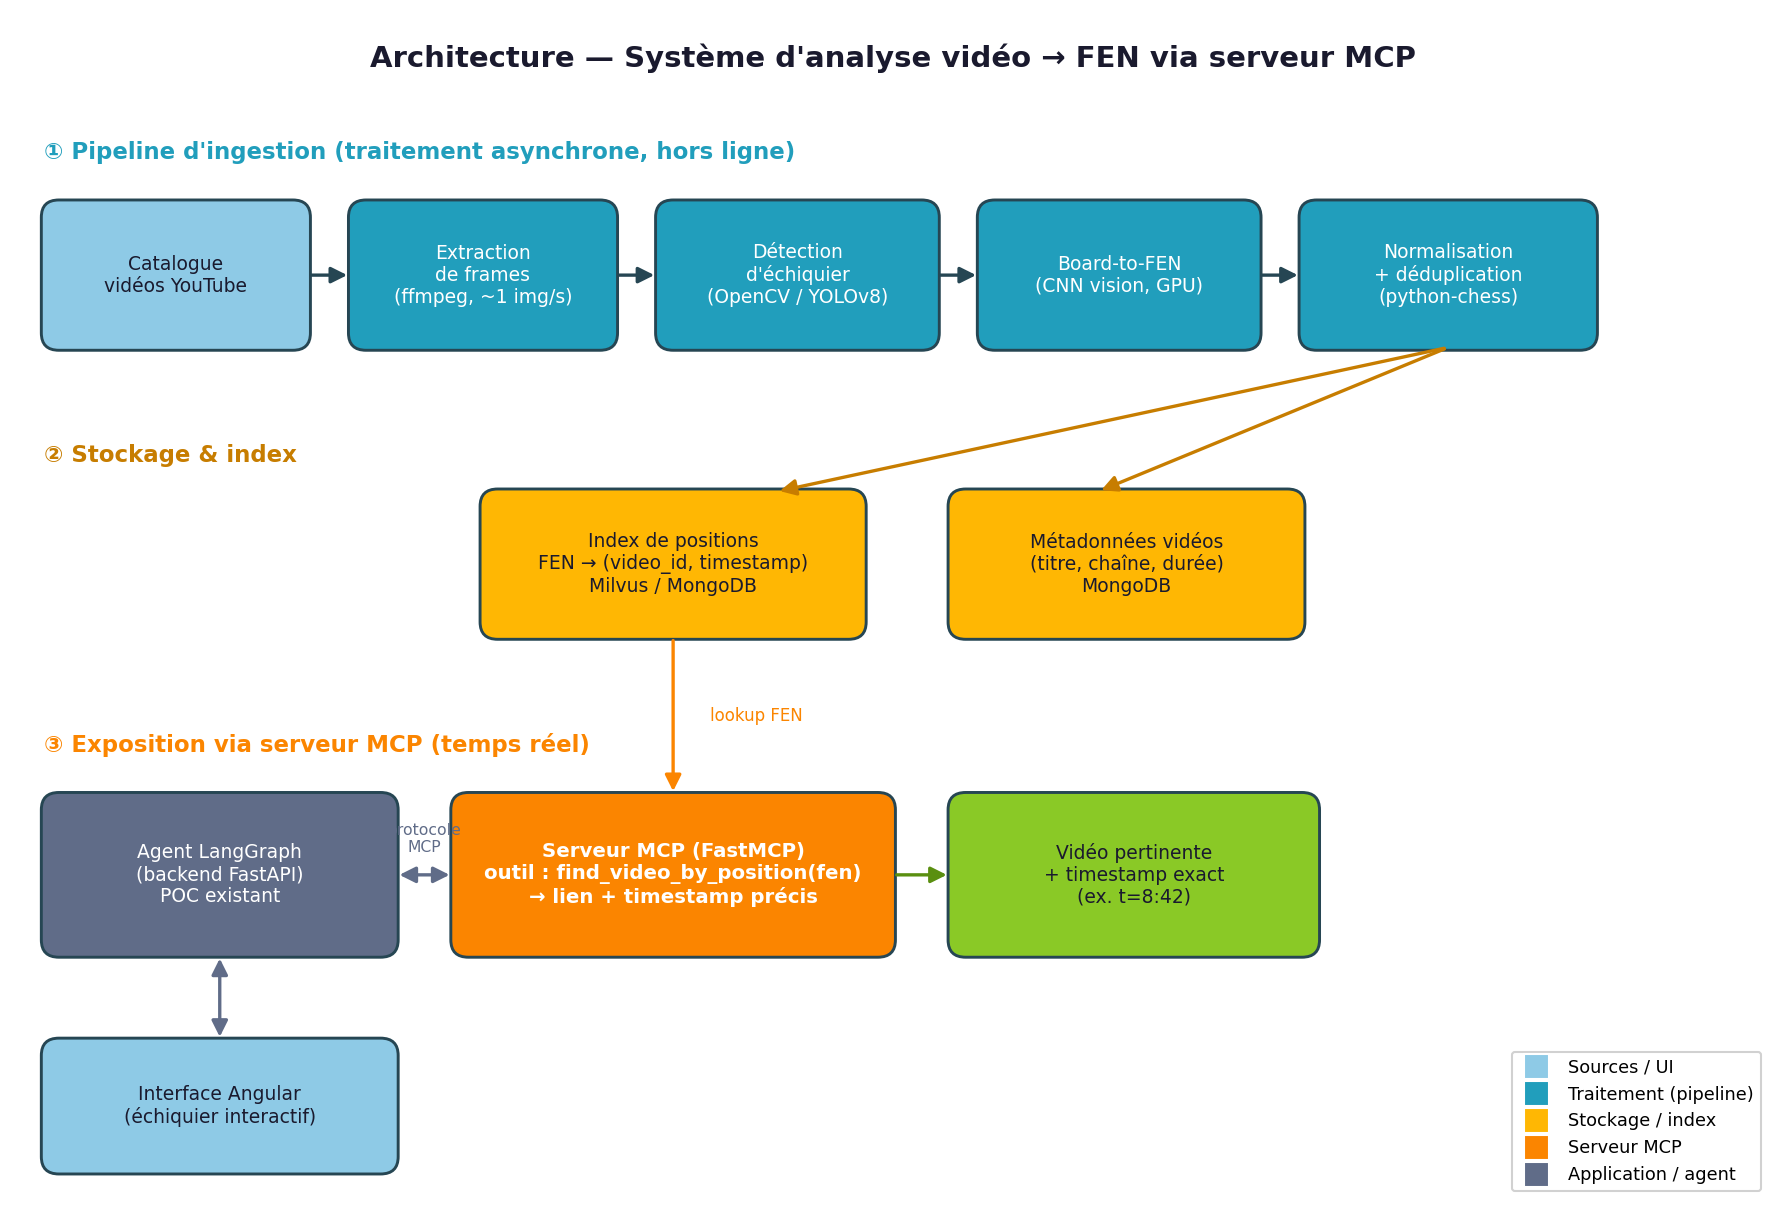 Architecture — Système d'analyse vidéo → FEN via serveur MCP
① Pipeline d'ingestion (traitement asynchrone, hors ligne)
Catalogue
vidéos YouTube
Extraction
de frames
(ffmpeg, ~1 img/s)
Détection
d'échiquier
(OpenCV / YOLOv8)
Board-to-FEN
(CNN vision, GPU)
Normalisation
+ déduplication
(python-chess)
② Stockage & index
Index de positions
FEN → (video_id, timestamp)
Milvus / MongoDB
Métadonnées vidéos
(titre, chaîne, durée)
MongoDB
lookup FEN
③ Exposition via serveur MCP (temps réel)
Agent LangGraph
(backend FastAPI)
POC existant
rotocole
MCP
Serveur MCP (FastMCP)
outil : find_video_by_position(fen)
→ lien + timestamp précis
Vidéo pertinente
+ timestamp exact
(ex. t=8:42)
Interface Angular
(échiquier interactif)
Sources / UI
Traitement (pipeline)
Stockage / index
Serveur MCP
Application / agent